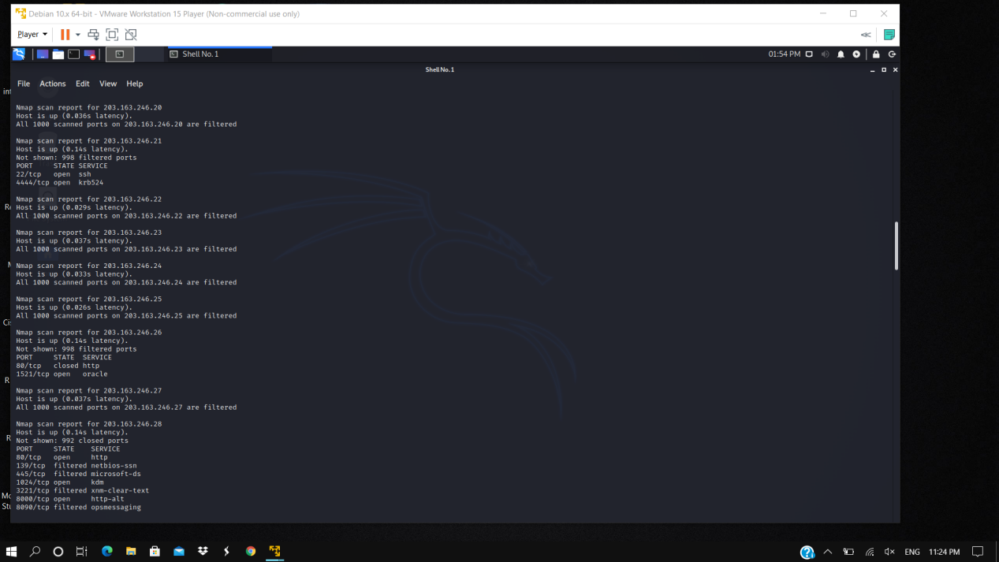 Debian 10.x 64-bit - VMware Workstation 15 Player (Non-commercial use only)
Player
Shell No. 1
01:54 PM
Shell No. 1
File Actions Edit View Help
Nmap scan report for 203.163.246.20
Host is up (0.036s latency).
All 1000 scanned ports on 203.163.246.20 are filtered
Nmap scan report for 203.163.246.21
Host is up (0.14s latency).
Not shown: 998 filtered ports
PORT STATE SERVICE
22/tcp open ssh
4444/tcp open krb524
Nmap scan report for 203.163.246.22
Host is up (0.029s latency).
All 1000 scanned ports on 203.163.246.22 are filtered
Nmap scan report for 203.163.246.23
Host is up (0.037s latency).
All 1000 scanned ports on 203.163.246.23 are filtered
Nmap scan report for 203.163.246.24
Host is up (0.033s latency).
All 1000 scanned ports on 203.163.246.24 are filtered
Nmap scan report for 203.163.246.25
Host is up (0.026s latency).
All 1000 scanned ports on 203.163.246.25 are filtered
Nmap scan report for 203.163.246.26
Host is up (0.14s latency).
Not shown: 998 filtered ports
PORT STATE SERVICE
80/tcp closed http
1521/tcp open oracle
Nmap scan report for 203.163.246.27
Host is up (0.037s latency).
All 1000 scanned ports on 203.163.246.27 are filtered
Nmap scan report for 203.163.246.28
Host is up (0.14s latency).
Not shown: 992 closed ports
PORT STATE SERVICE
80/tcp open http
139/tcp filtered netbios-ssn
445/tcp filtered microsoft-ds
1024/tcp open kdm
3221/tcp filtered xnm-clear-text
8000/tcp open http-alt
8090/tcp filtered opsmessaging
ENG 11:24 PM